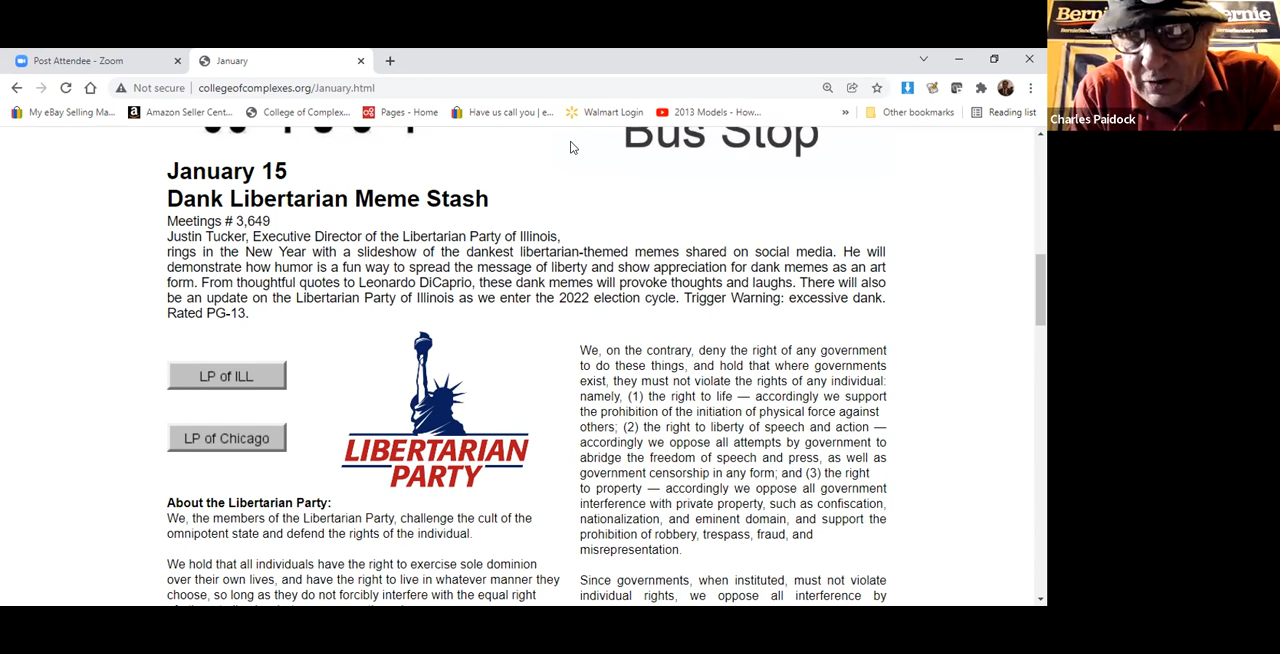 Post Attendee - Zoom
January
Not secure
collegeofcomplexes.org/January.html
My eBay Selling Ma...
Amazon Seller Cent...
College of Complex...
Pages - Home
Have us call you | e...
Walmart Login
2013 Models - How...
»
Other bookmarks
Reading list
Bus Stop
January 15
Dank Libertarian Meme Stash
Meetings # 3,649
Justin Tucker, Executive Director of the Libertarian Party of Illinois,
rings in the New Year with a slideshow of the dankest libertarian-themed memes shared on social media. He will
demonstrate how humor is a fun way to spread the message of liberty and show appreciation for dank memes as an art
form. From thoughtful quotes to Leonardo DiCaprio, these dank memes will provoke thoughts and laughs. There will also
be an update on the Libertarian Party of Illinois as we enter the 2022 election cycle. Trigger Warning: excessive dank.
Rated PG-13.
LP of ILL
LP of Chicago
LIBERTARIAN
PARTY
About the Libertarian Party:
We, the members of the Libertarian Party, challenge the cult of the
omnipotent state and defend the rights of the individual.
We hold that all individuals have the right to exercise sole dominion
over their own lives, and have the right to live in whatever manner they
choose, so long as they do not forcibly interfere with the equal right
We, on the contrary, deny the right of any government
to do these things, and hold that where governments
exist, they must not violate the rights of any individual:
namely, (1) the right to life — accordingly we support
the prohibition of the initiation of physical force against
others; (2) the right to liberty of speech and action —
accordingly we oppose all attempts by government to
abridge the freedom of speech and press, as well as
government censorship in any form; and (3) the right
to property — accordingly we oppose all government
interference with private property, such as confiscation,
nationalization, and eminent domain, and support the
prohibition of robbery, trespass, fraud, and
misrepresentation.
Since governments, when instituted, must not violate
individual rights, we oppose all interference by
Bernie
ernie
Charles Paidock